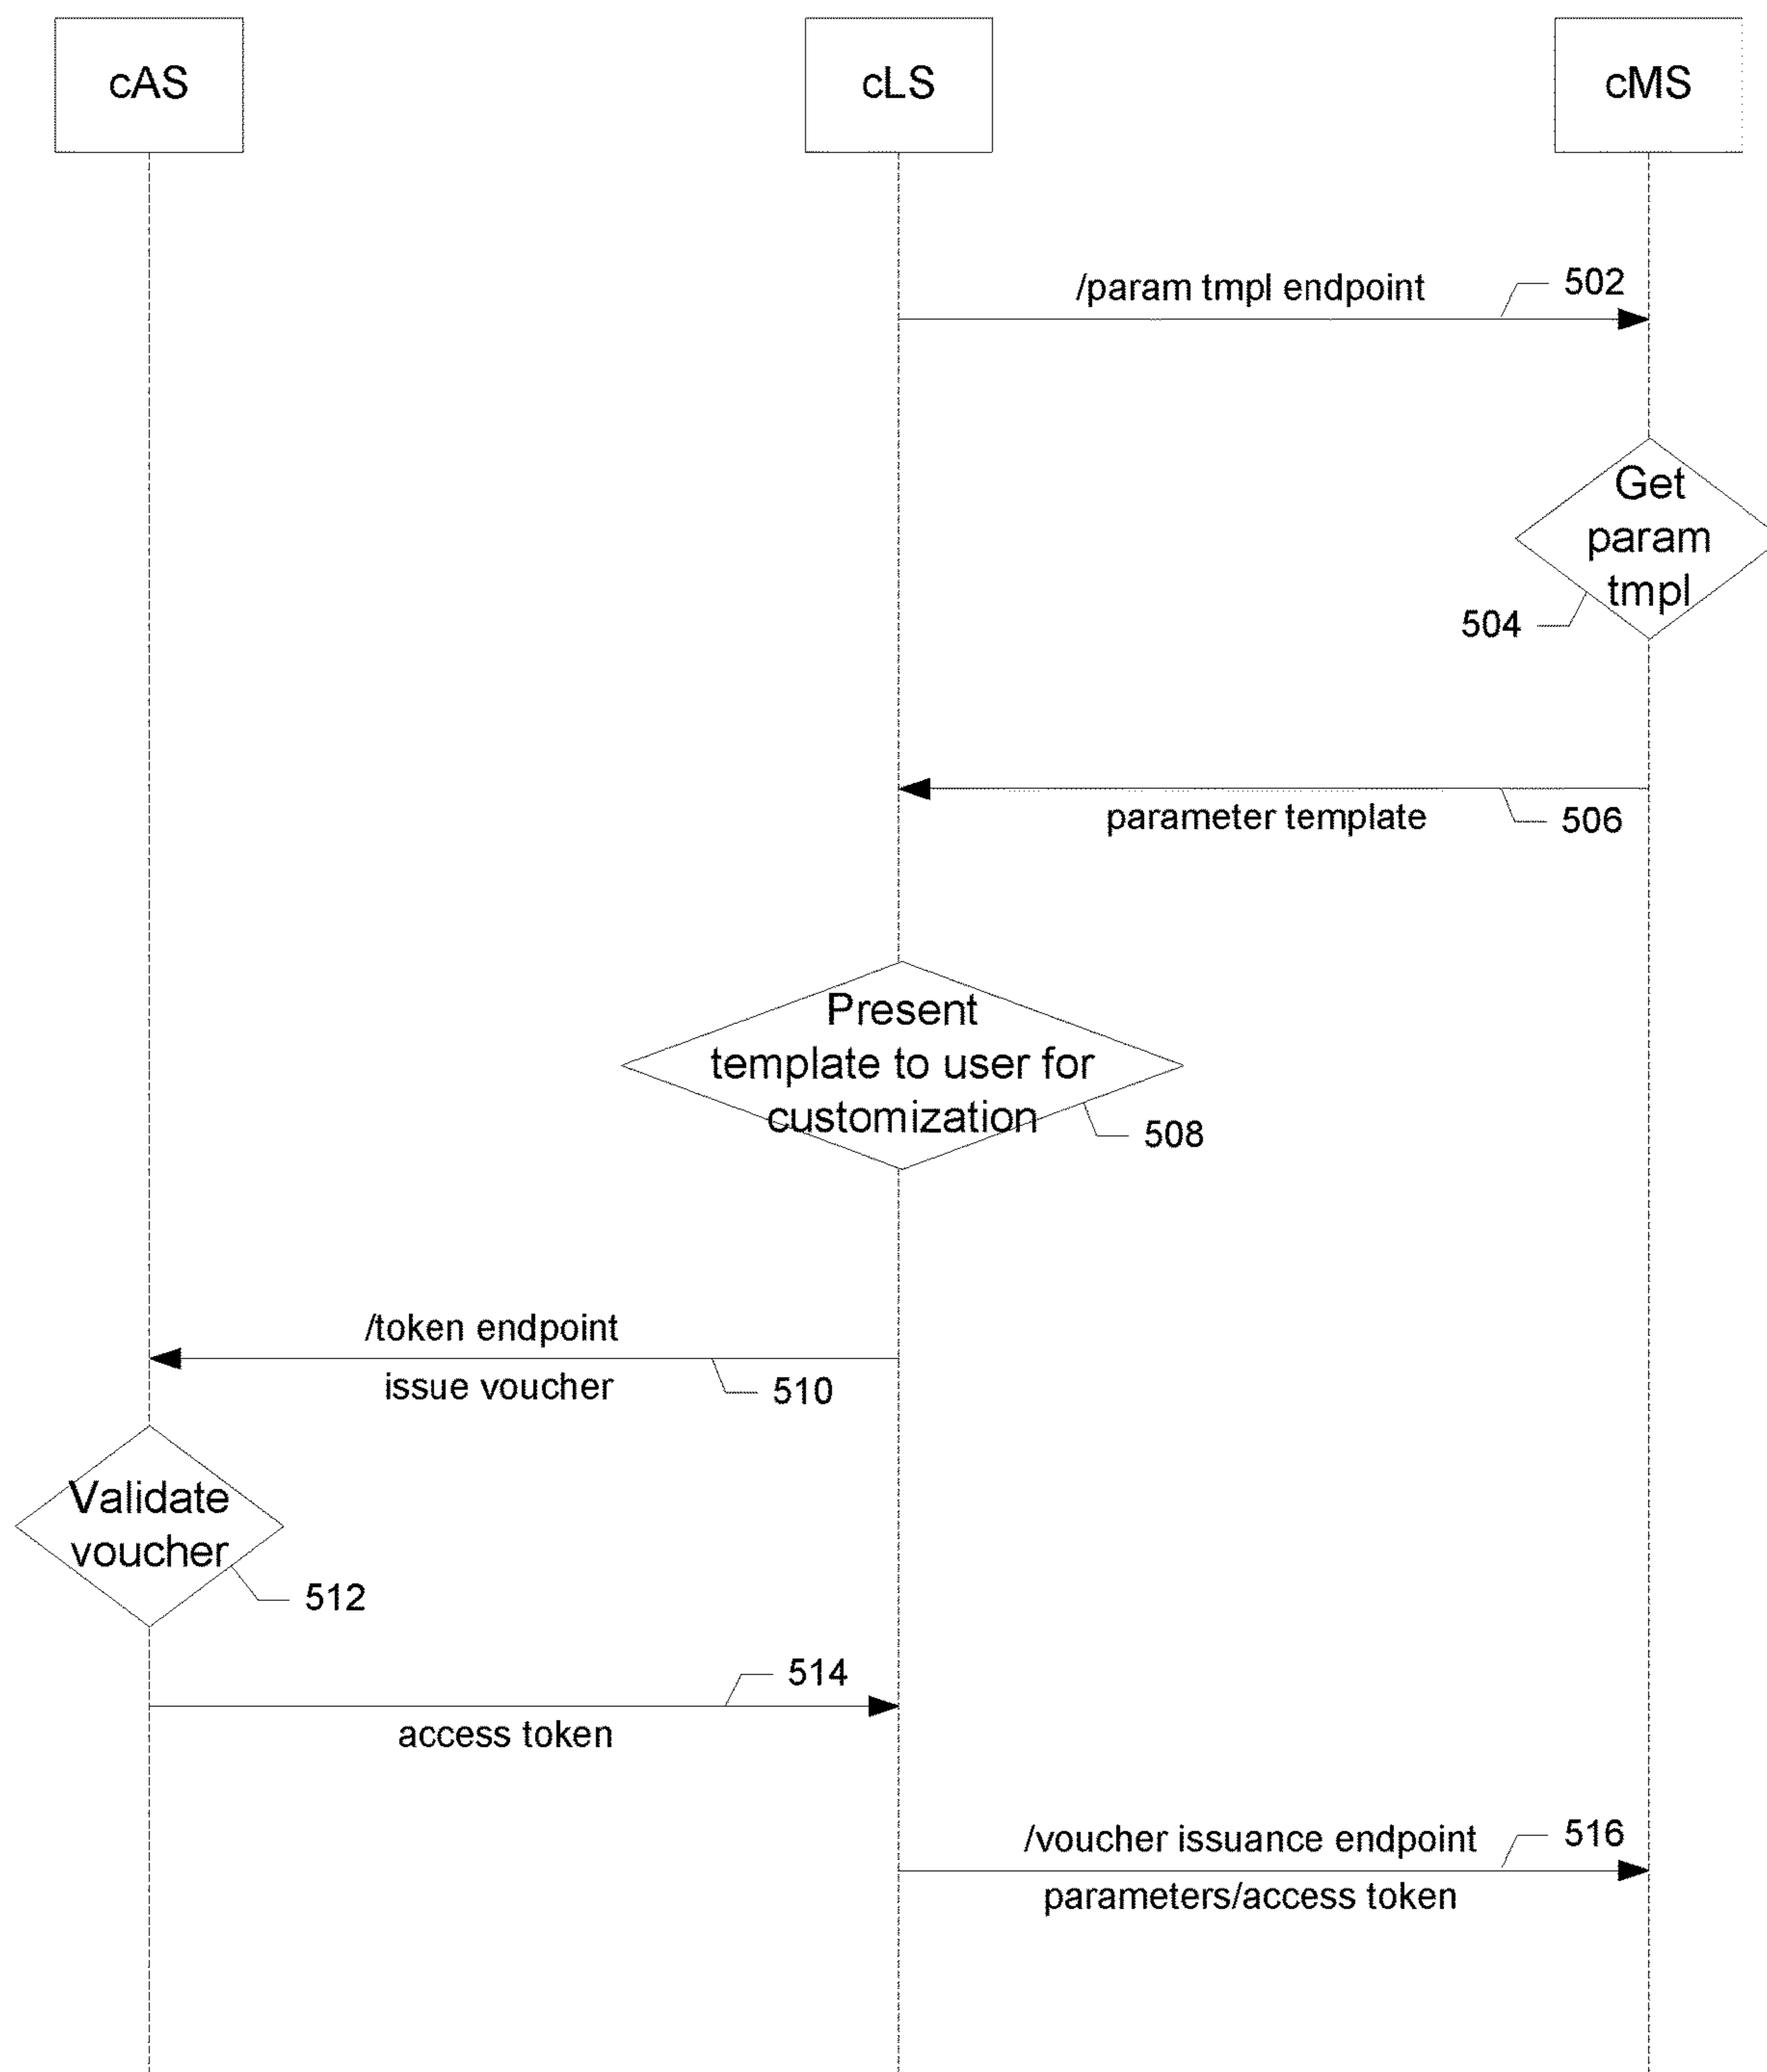 cAS
cLS
cMS
/param tmpl endpoint
502
Get
param
tmpl
504
parameter template
506
Present
template to user for
customization
508
/token endpoint
issue voucher
510
Validate
voucher
512
514
access token
/voucher issuance endpoint
516
parameters/access token